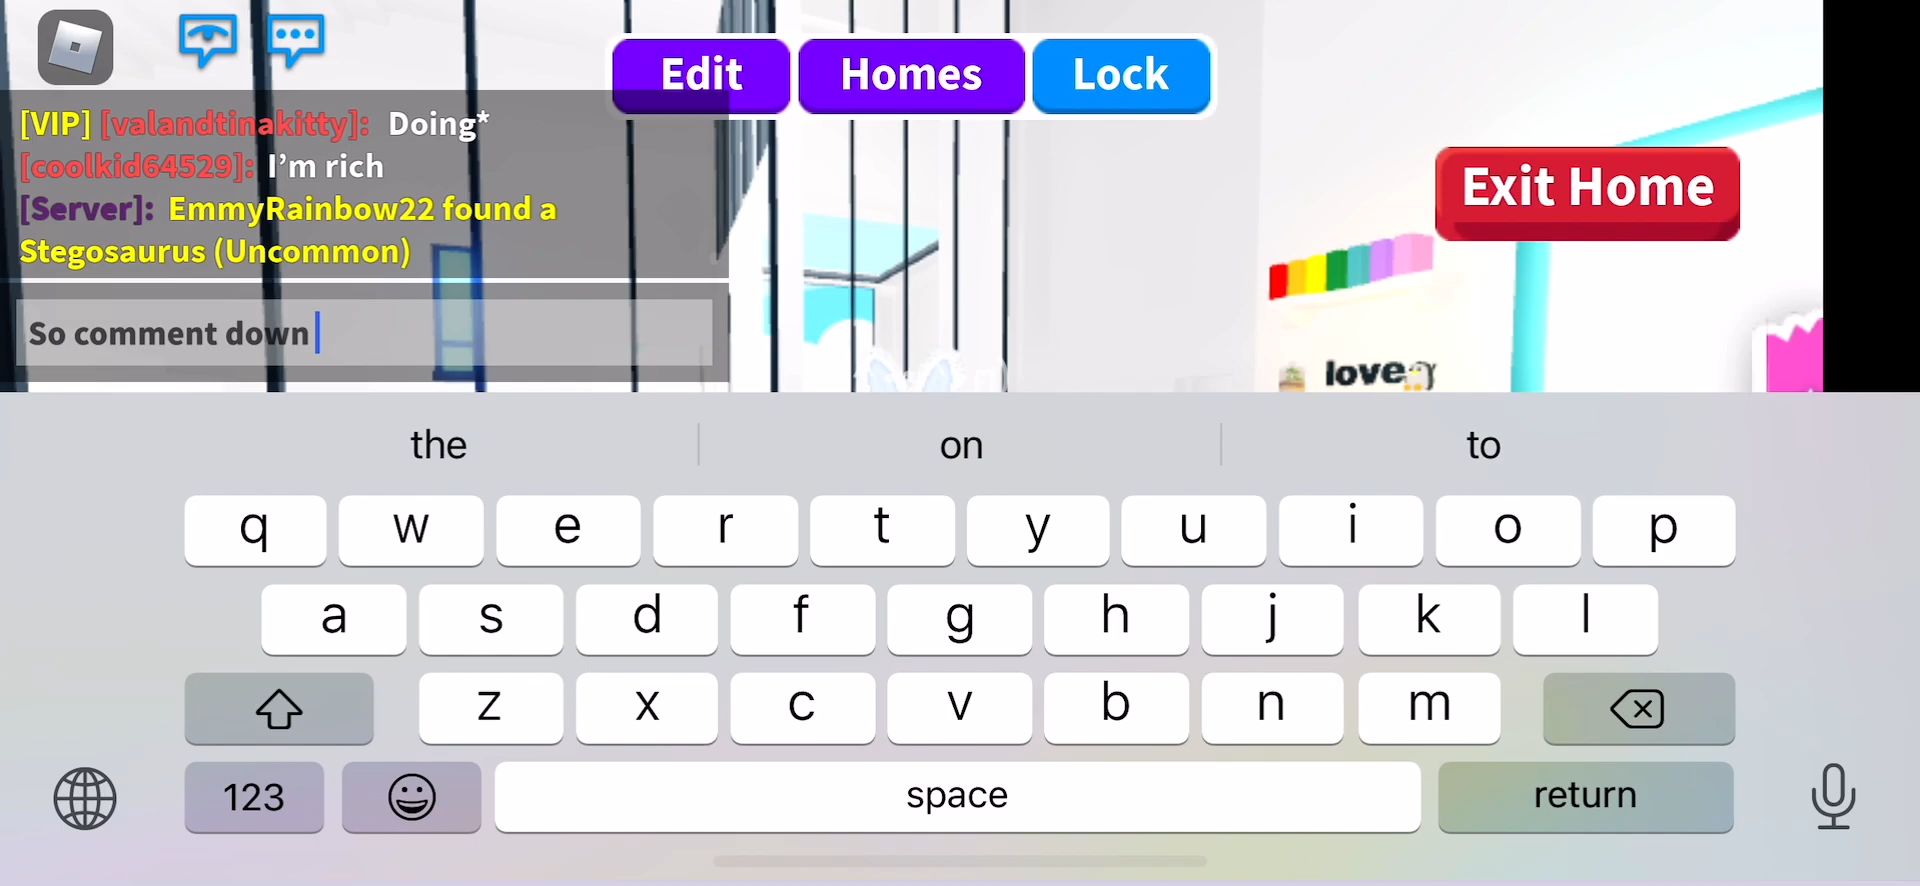 Edit Homes Lock
[VIP] [valandtinakitty]: Doing*
[coolkid64529]: I’m rich
[Server]: EmmyRainbow22 found a
Stegosaurus (Uncommon)
Exit Home
So comment down
love
the on to
q w e r t y u i o p
a s d f g h j k l
z x c v b n m
123 space return